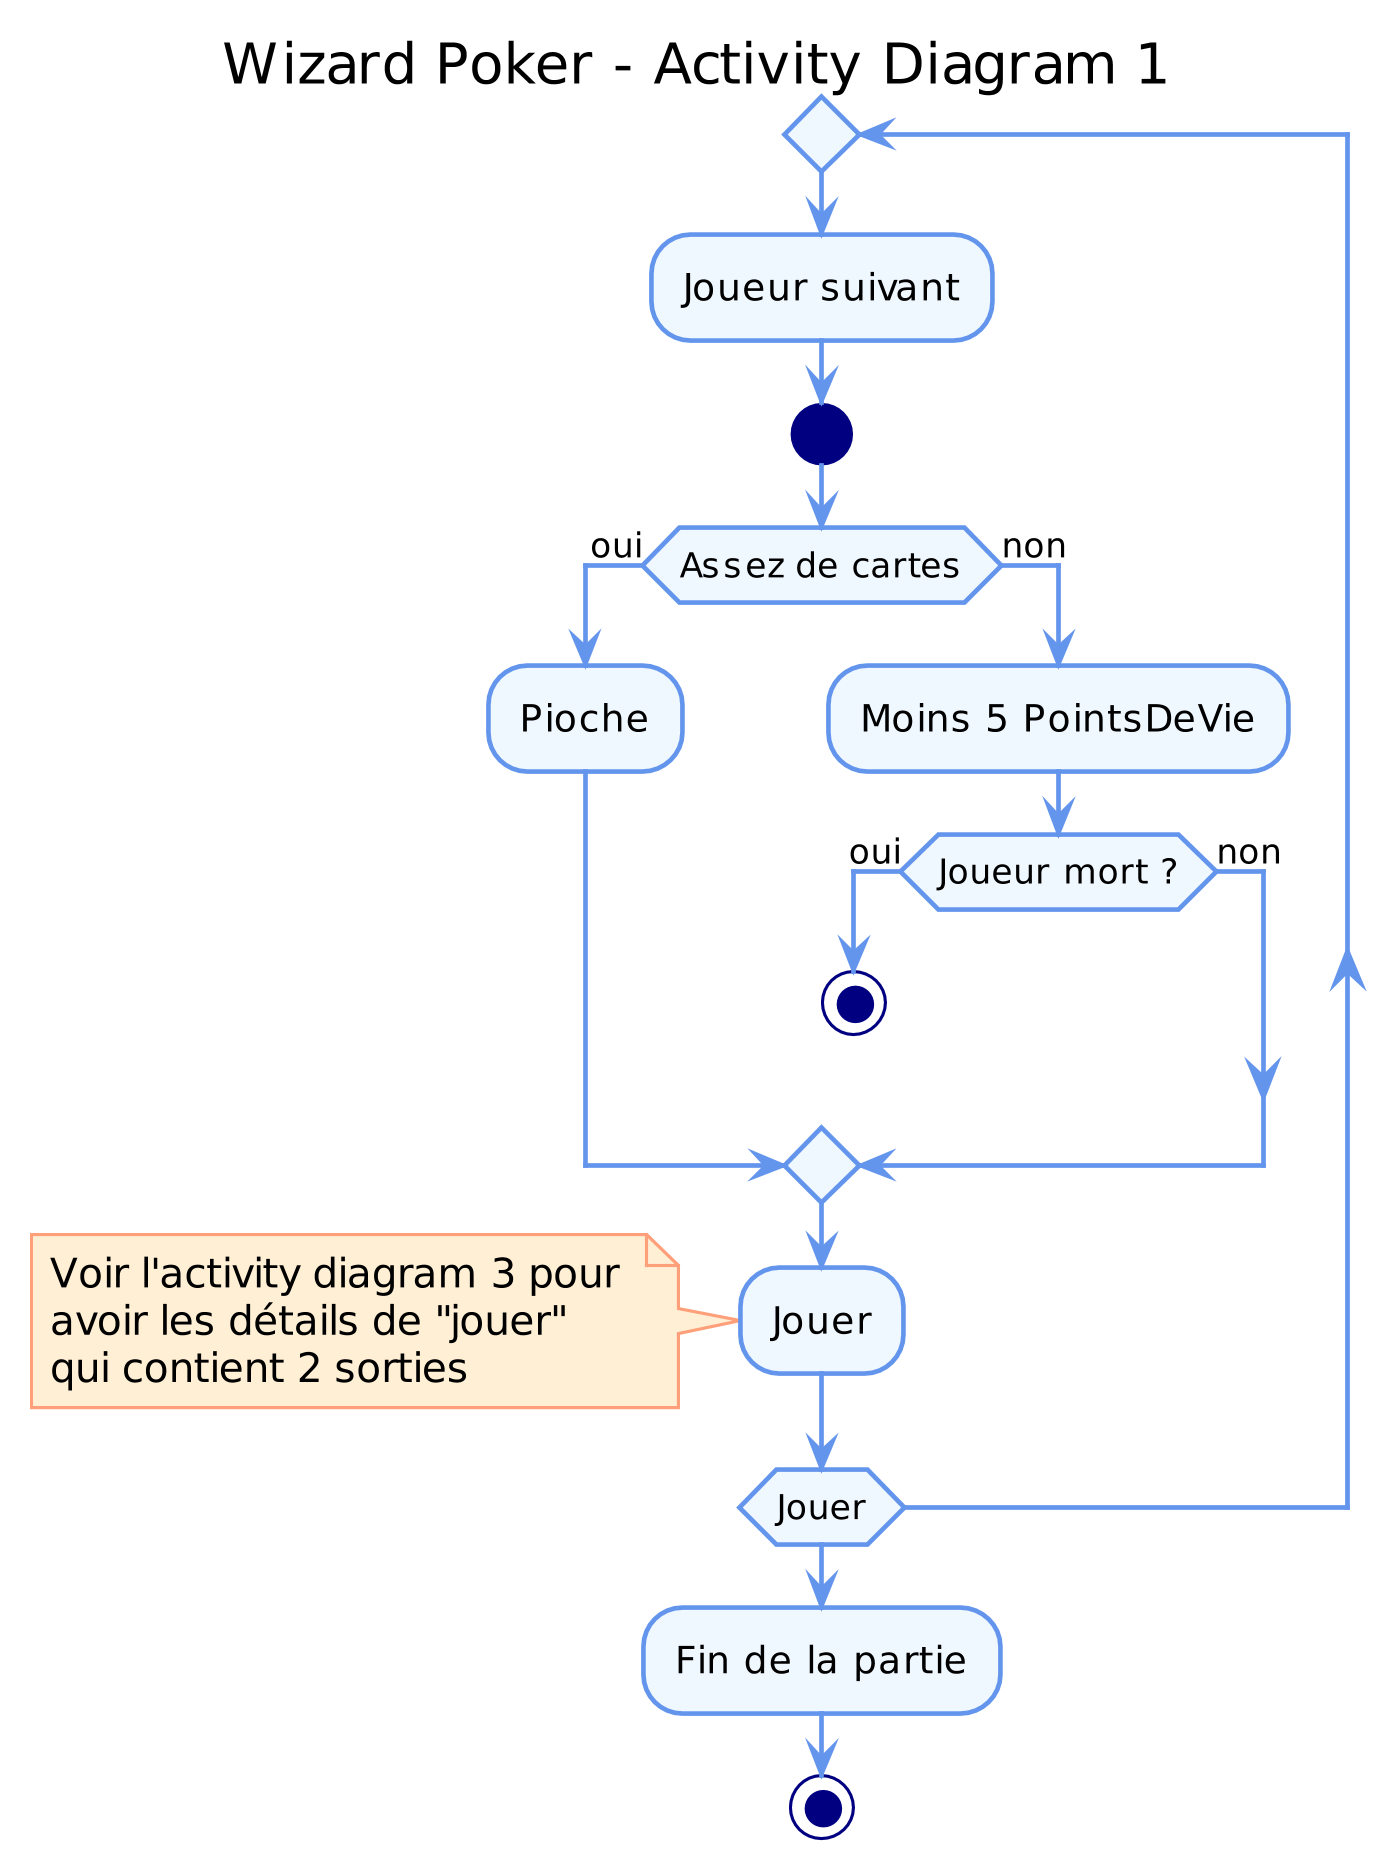 Wizard Poker - Activity Diagram 1
Joueur suivant
oui
Assez de cartes
non
Pioche
Moins 5 PointsDeVie
oui
Joueur mort ?
non
Voir l'activity diagram 3 pour
avoir les détails de "jouer"
qui contient 2 sorties
Jouer
Jouer
Fin de la partie